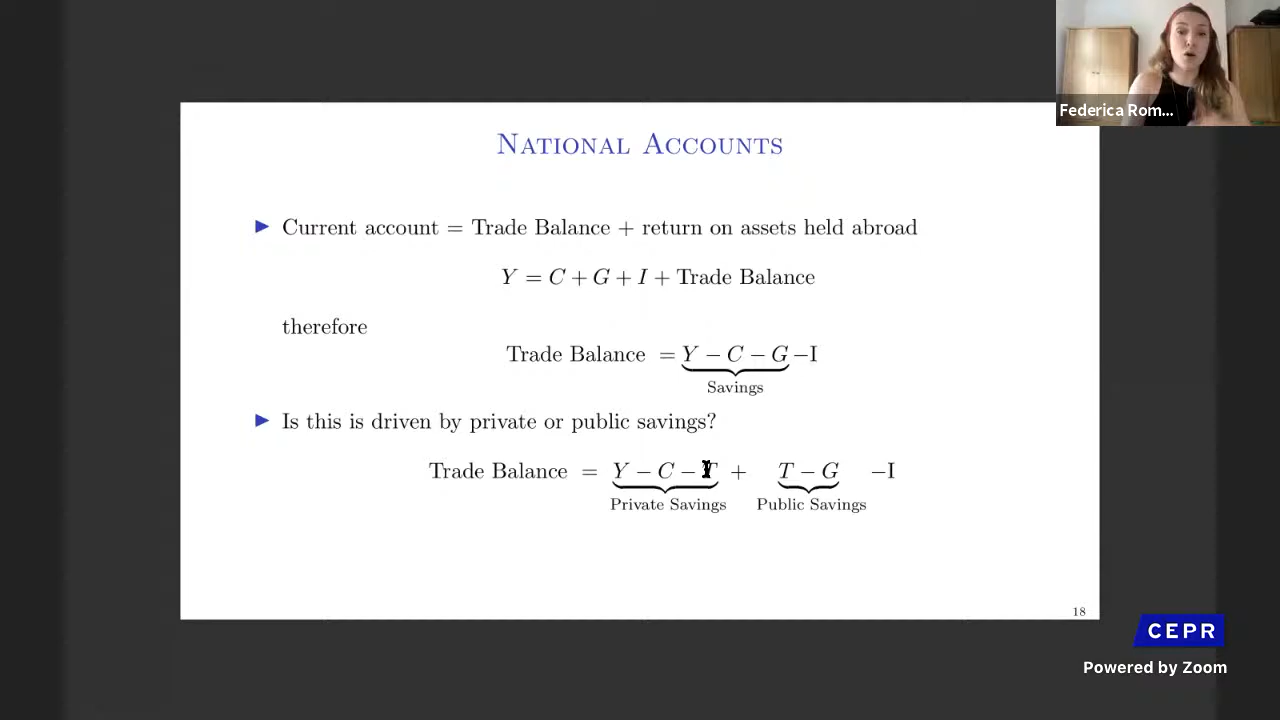 Federica Rom...
NATIONAL ACCOUNTS
▶ Current account = Trade Balance + return on assets held abroad
Y = C + G + I + Trade Balance
therefore
Trade Balance = Y − C − G −I
Savings
▶ Is this is driven by private or public savings?
Trade Balance = Y − C − T + T − G −I
Private Savings Public Savings
18
CEPR
Powered by Zoom